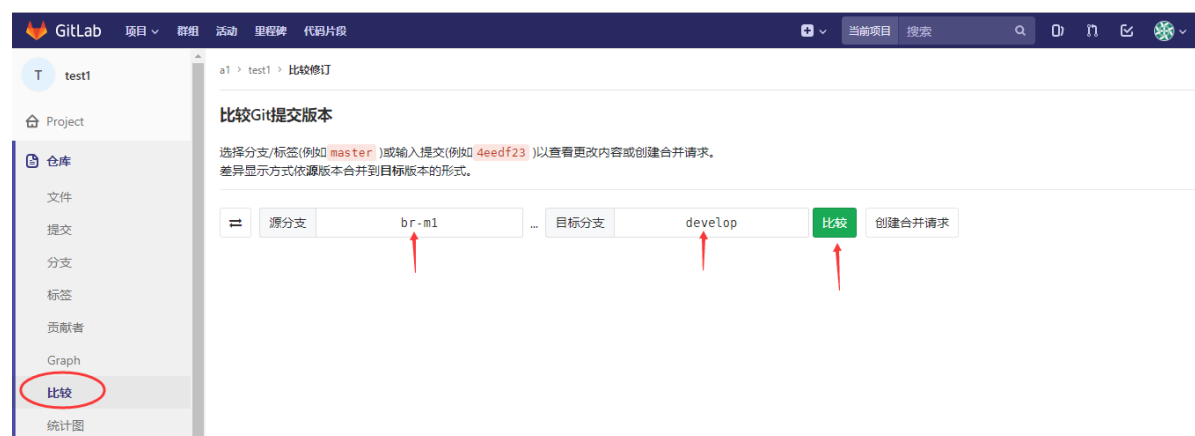 GitLab 项目 群组 活动 里程碑 代码片段 当前项目 搜索
T test1
a1 > test1 > 比较修订
Project
比较Git提交版本
仓库
选择分支/标签(例如 master )或输入提交(例如 4eedf23 )以查看更改内容或创建合并请求。
差异显示方式依源版本合并到目标版本的形式。
文件
提交
源分支 br-m1 ... 目标分支 develop 比较 创建合并请求
分支
标签
贡献者
Graph
比较
统计图